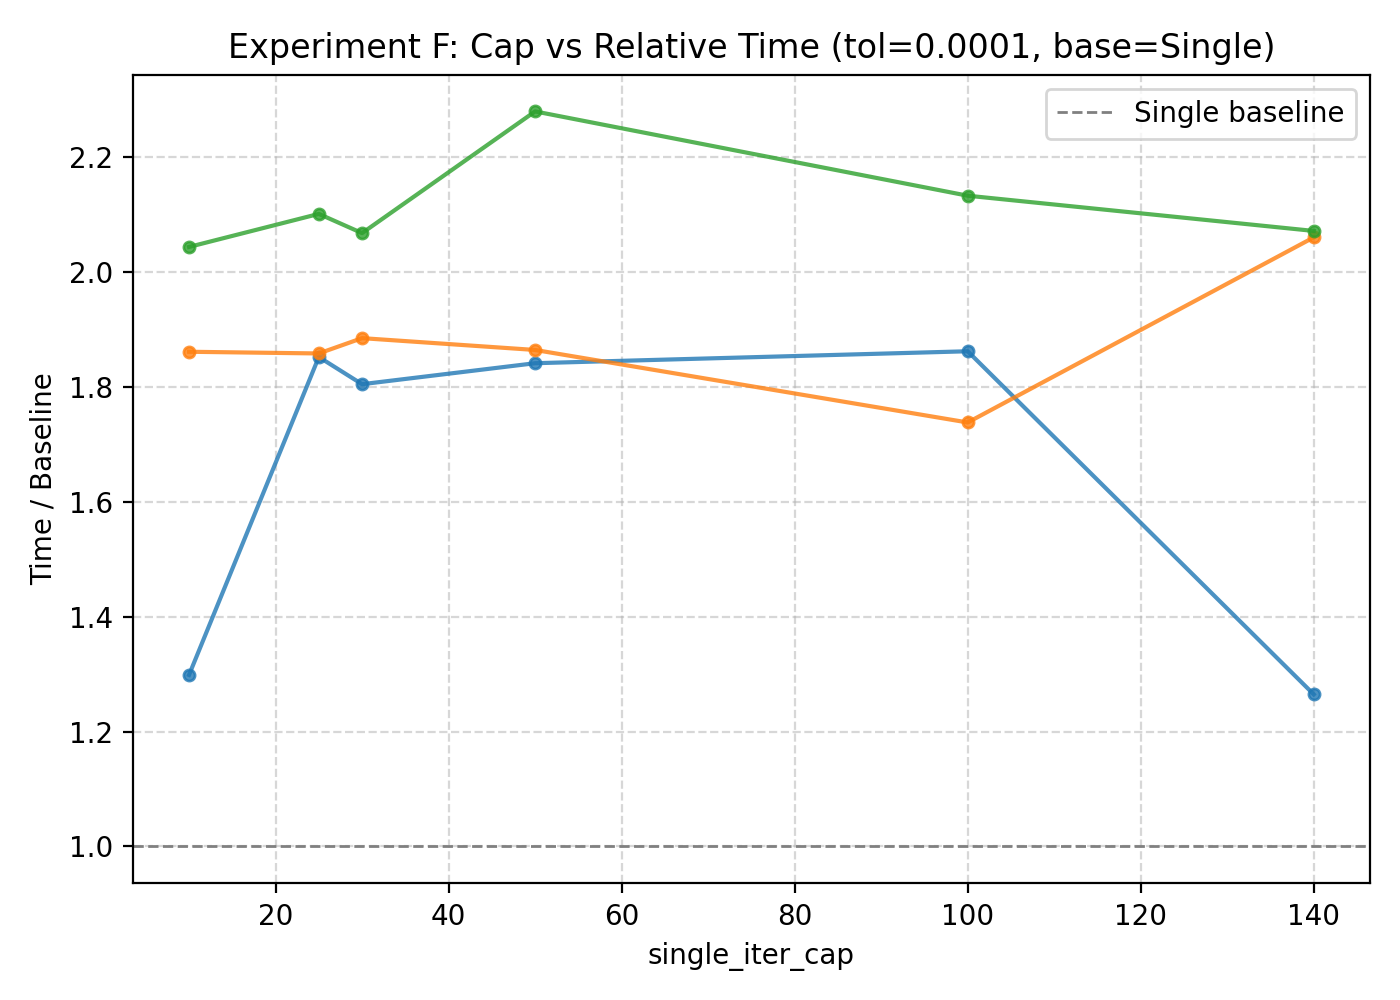 Experiment F: Cap vs Relative Time (tol=0.0001, base=Single)
Single baseline
Time / Baseline
2.2
2.0
1.8
1.6
1.4
1.2
1.0
20 40 60 80 100 120 140
single_iter_cap